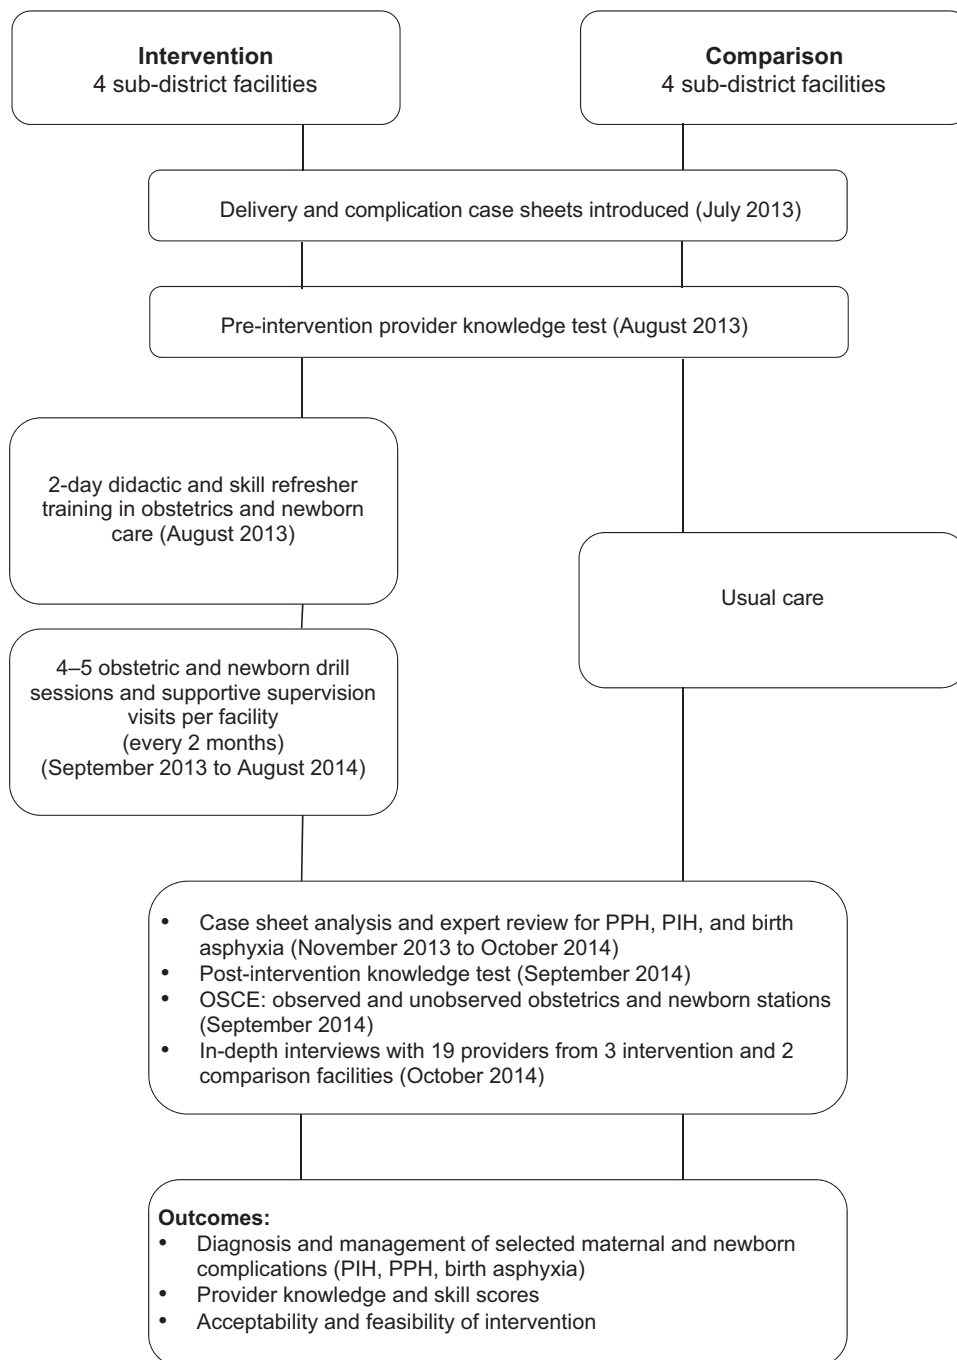 Intervention
4 sub-district facilities
Comparison
4 sub-district facilities
Delivery and complication case sheets introduced (July 2013)
Pre-intervention provider knowledge test (August 2013)
2-day didactic and skill refresher
training in obstetrics and newborn
care (August 2013)
Usual care
4–5 obstetric and newborn drill
sessions and supportive supervision
visits per facility
(every 2 months)
(September 2013 to August 2014)
• Case sheet analysis and expert review for PPH, PIH, and birth
asphyxia (November 2013 to October 2014)
• Post-intervention knowledge test (September 2014)
• OSCE: observed and unobserved obstetrics and newborn stations
(September 2014)
• In-depth interviews with 19 providers from 3 intervention and 2
comparison facilities (October 2014)
Outcomes:
• Diagnosis and management of selected maternal and newborn
complications (PIH, PPH, birth asphyxia)
• Provider knowledge and skill scores
• Acceptability and feasibility of intervention